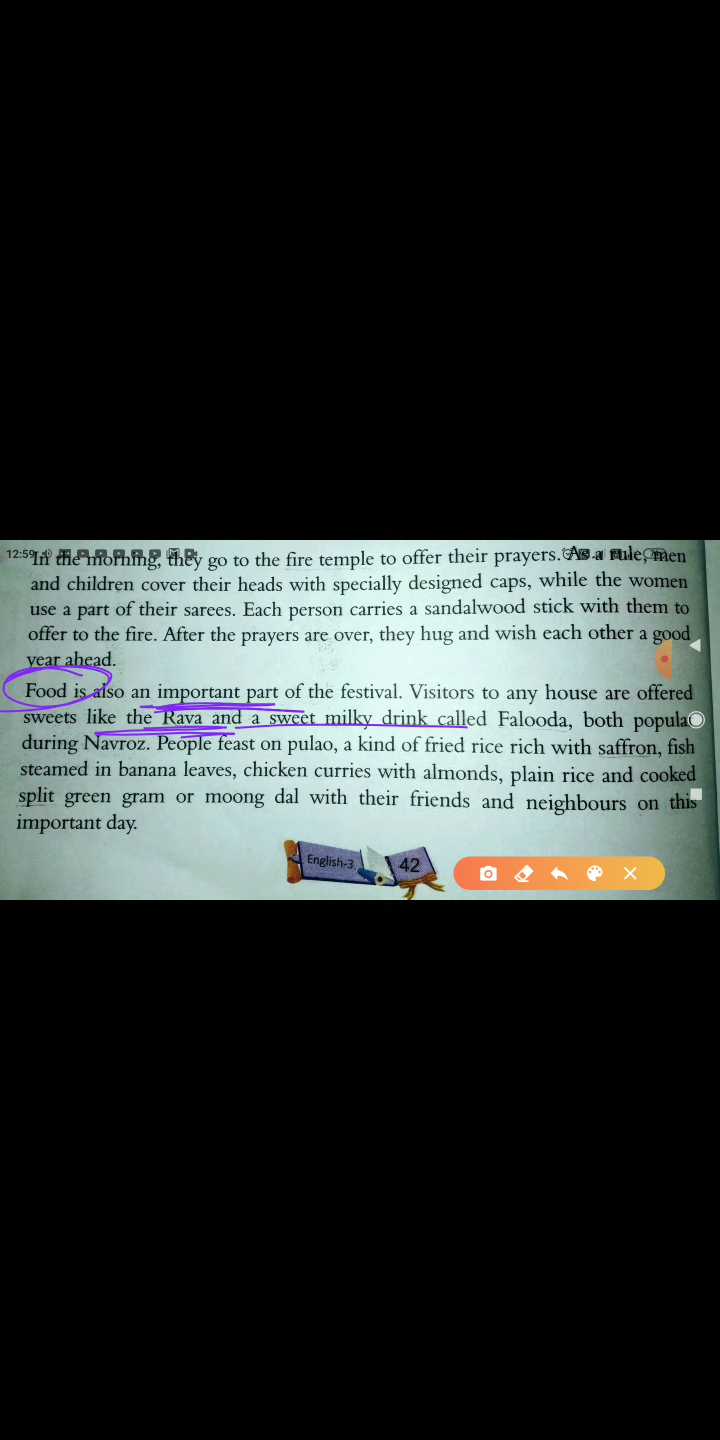 12:59
In the morning, they go to the fire temple to offer their prayers. As a rule, men
and children cover their heads with specially designed caps, while the women
use a part of their sarees. Each person carries a sandalwood stick with them to
offer to the fire. After the prayers are over, they hug and wish each other a good
year ahead.
Food is also an important part of the festival. Visitors to any house are offered
sweets like the Rava and a sweet milky drink called Falooda, both popula
during Navroz. People feast on pulao, a kind of fried rice rich with saffron, fish
steamed in banana leaves, chicken curries with almonds, plain rice and cooked
split green gram or moong dal with their friends and neighbours on this
important day.
English-3
42